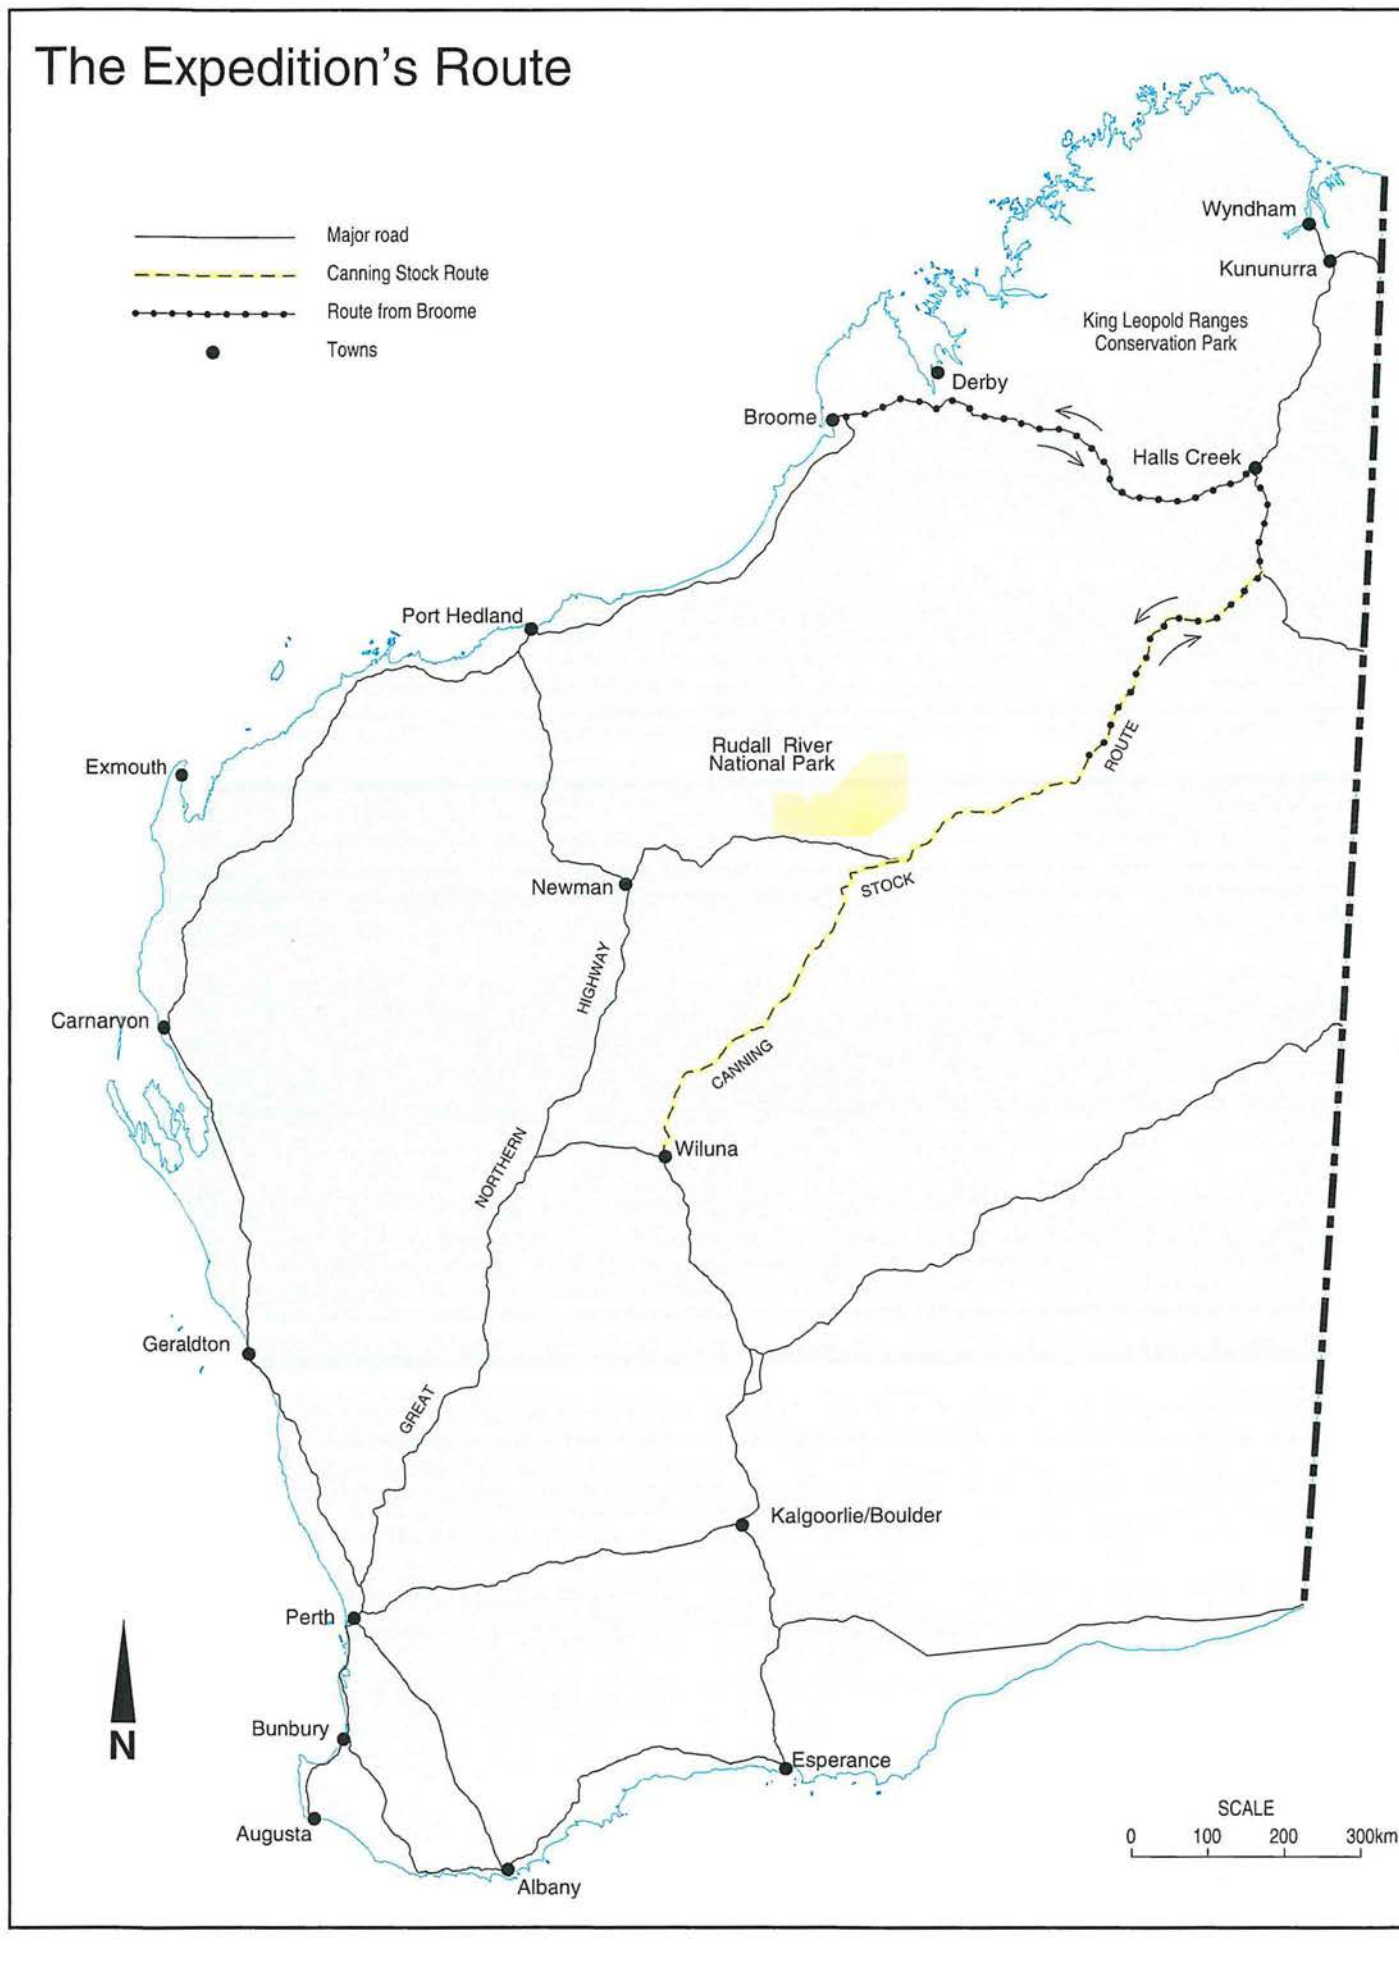 The Expedition's Route
Major road
Canning Stock Route
Route from Broome
Towns
Wyndham
Kununurra
King Leopold Ranges
Conservation Park
Derby
Broome
Halls Creek
Port Hedland
Rudall River
National Park
ROUTE
Exmouth
Newman
STOCK
HIGHWAY
Carnarvon
CANNING
NORTHERN
Wiluna
Geraldton
GREAT
Kalgoorlie/Boulder
Perth
N
Bunbury
Esperance
Augusta
Albany
SCALE
0 100 200 300km